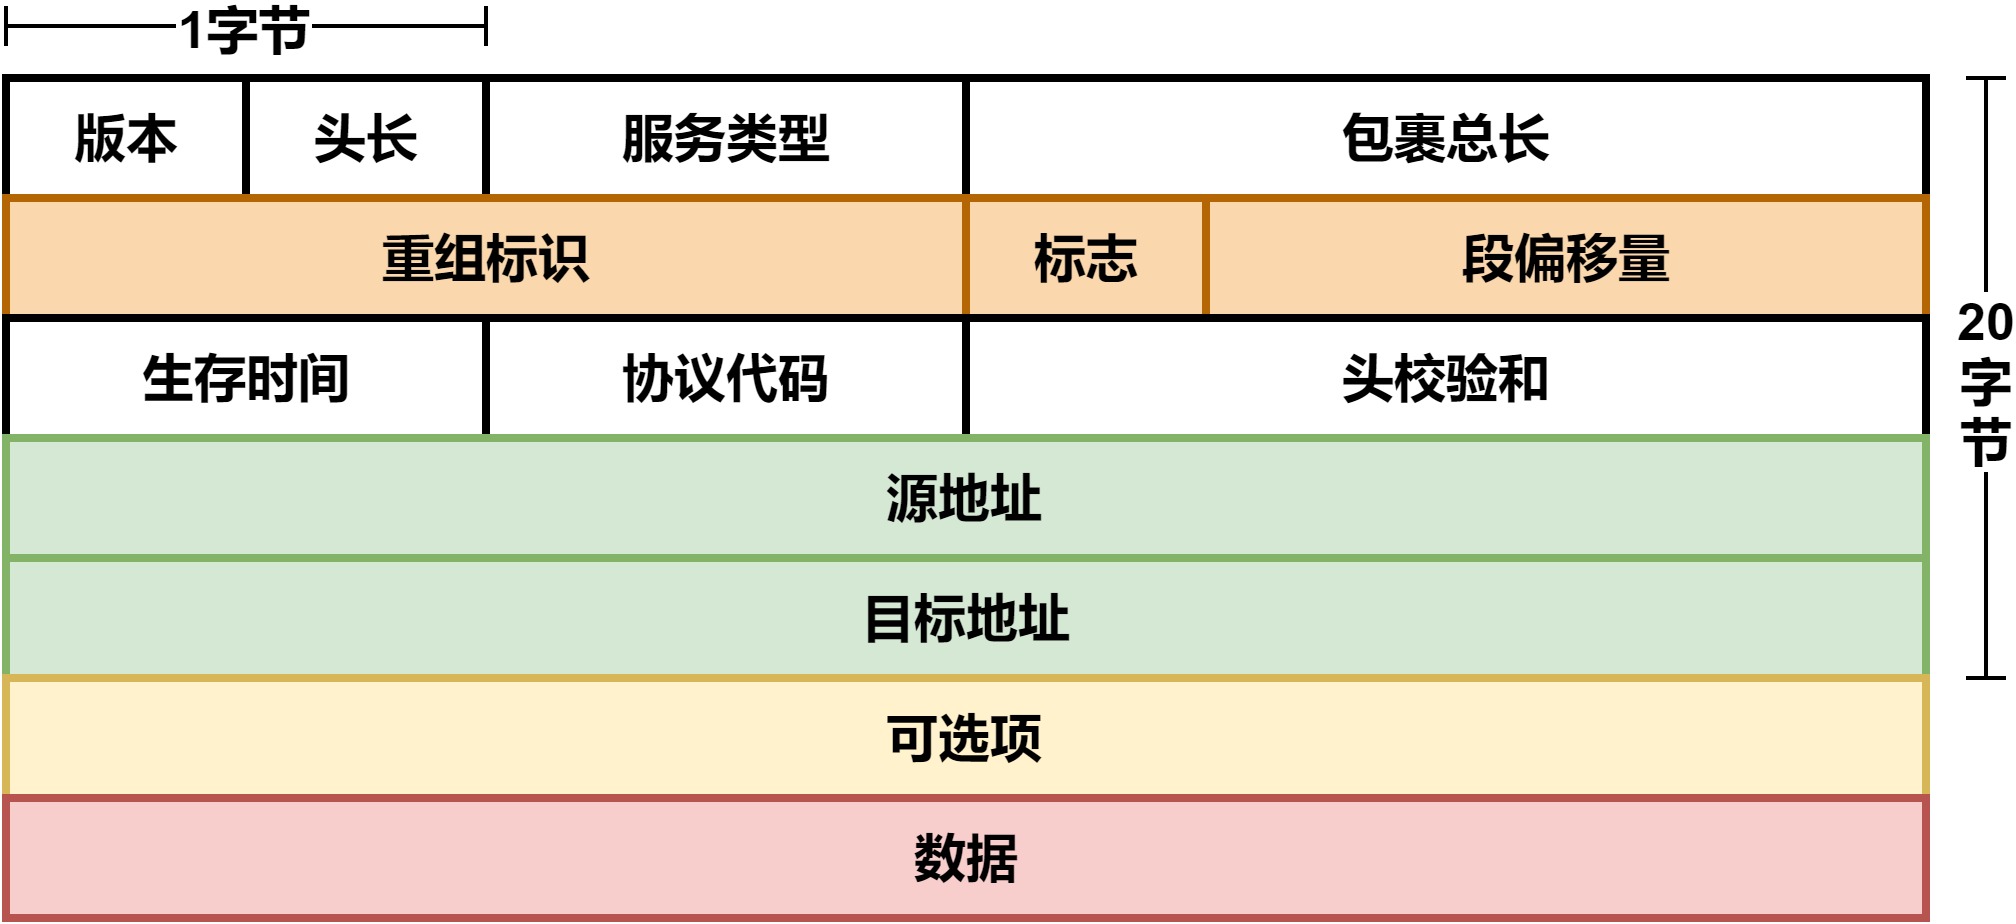 1字节
版本 头长 服务类型 包裹总长
重组标识 标志 段偏移量
生存时间 协议代码 头校验和
源地址
目标地址
可选项
数据
20
字
节